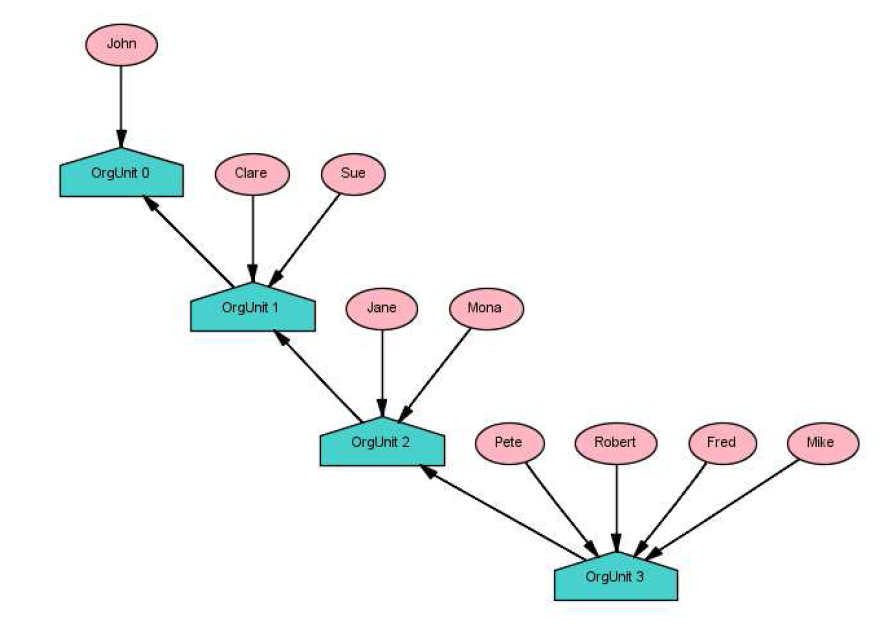 John
OrgUnit 0
Clare
Sue
OrgUnit 1
Jane
Mona
OrgUnit 2
Pete
Robert
Fred
Mike
OrgUnit 3